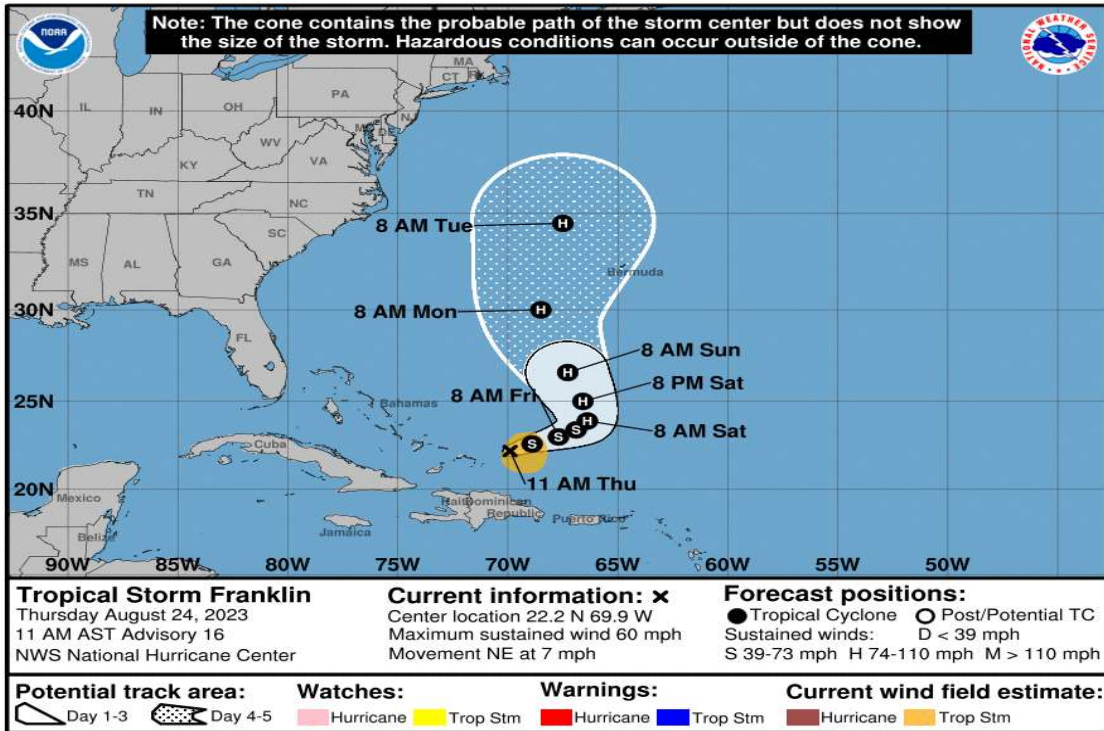 Note: The cone contains the probable path of the storm center but does not show
the size of the storm. Hazardous conditions can occur outside of the cone.
NOAA
NATIONAL WEATHER SERVICE
MA
CT RI
PA
NJ
40N
IL
IN
OH
MD DE
WV
KY
VA
TN
NC
35N
8 AM Tue
SC
MS
AL
GA
Bermuda
30N
8 AM Mon
FL
8 AM Sun
8 AM Fri
8 PM Sat
25N
Bahamas
8 AM Sat
Cuba
11 AM Thu
20N
Mexico
Haiti
Dominican
Republic
Puerto Rico
Jamaica
Belize
90W 85W 80W 75W 70W 65W 60W 55W 50W
H
H
H
H
H
S
S
S
Tropical Storm Franklin
Thursday August 24, 2023
11 AM AST Advisory 16
NWS National Hurricane Center
Current information: ×
Center location 22.2 N 69.9 W
Maximum sustained wind 60 mph
Movement NE at 7 mph
Forecast positions:
● Tropical Cyclone ○ Post/Potential TC
Sustained winds: D < 39 mph
S 39-73 mph H 74-110 mph M > 110 mph
Potential track area:
Day 1-3 Day 4-5
Watches:
Hurricane Trop Stm
Warnings:
Hurricane Trop Stm
Current wind field estimate:
Hurricane Trop Stm